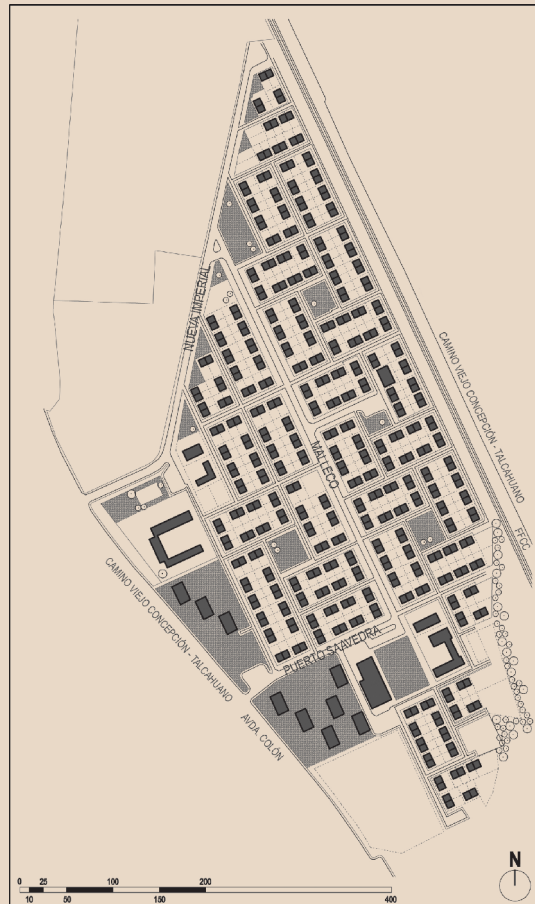 NUEVA IMPERIAL
CAMINO VIEJO CONCEPCIÓN - TALCAHUANO
MALLECO
FFCC
CAMINO VIEJO CONCEPCIÓN - TALCAHUANO
PUERTO SAAVEDRA
AVDA. COLÓN
N
0 25 100 200
10 50 150 400